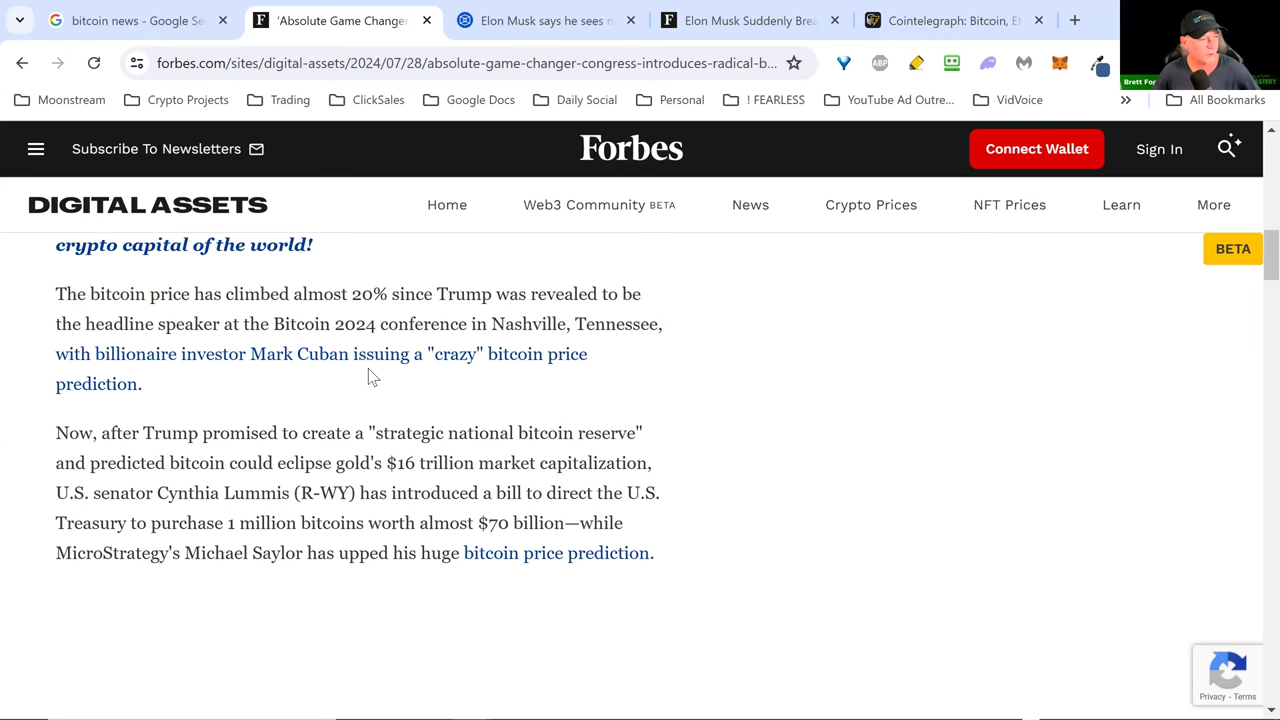 bitcoin news - Google Se
'Absolute Game Changer
Elon Musk says he sees n
Elon Musk Suddenly Brea
Cointelegraph: Bitcoin, Et
forbes.com/sites/digital-assets/2024/07/28/absolute-game-changer-congress-introduces-radical-b...
ABP
Brett Fo
Moonstream
Crypto Projects
Trading
ClickSales
Google Docs
Daily Social
Personal
! FEARLESS
YouTube Ad Outre...
VidVoice
All Bookmarks
Subscribe To Newsletters
Forbes
Connect Wallet
Sign In
DIGITAL ASSETS
Home
Web3 Community BETA
News
Crypto Prices
NFT Prices
Learn
More
BETA
crypto capital of the world!
The bitcoin price has climbed almost 20% since Trump was revealed to be
the headline speaker at the Bitcoin 2024 conference in Nashville, Tennessee,
with billionaire investor Mark Cuban issuing a "crazy" bitcoin price
prediction.
Now, after Trump promised to create a "strategic national bitcoin reserve"
and predicted bitcoin could eclipse gold's $16 trillion market capitalization,
U.S. senator Cynthia Lummis (R-WY) has introduced a bill to direct the U.S.
Treasury to purchase 1 million bitcoins worth almost $70 billion—while
MicroStrategy's Michael Saylor has upped his huge bitcoin price prediction.
Privacy - Terms